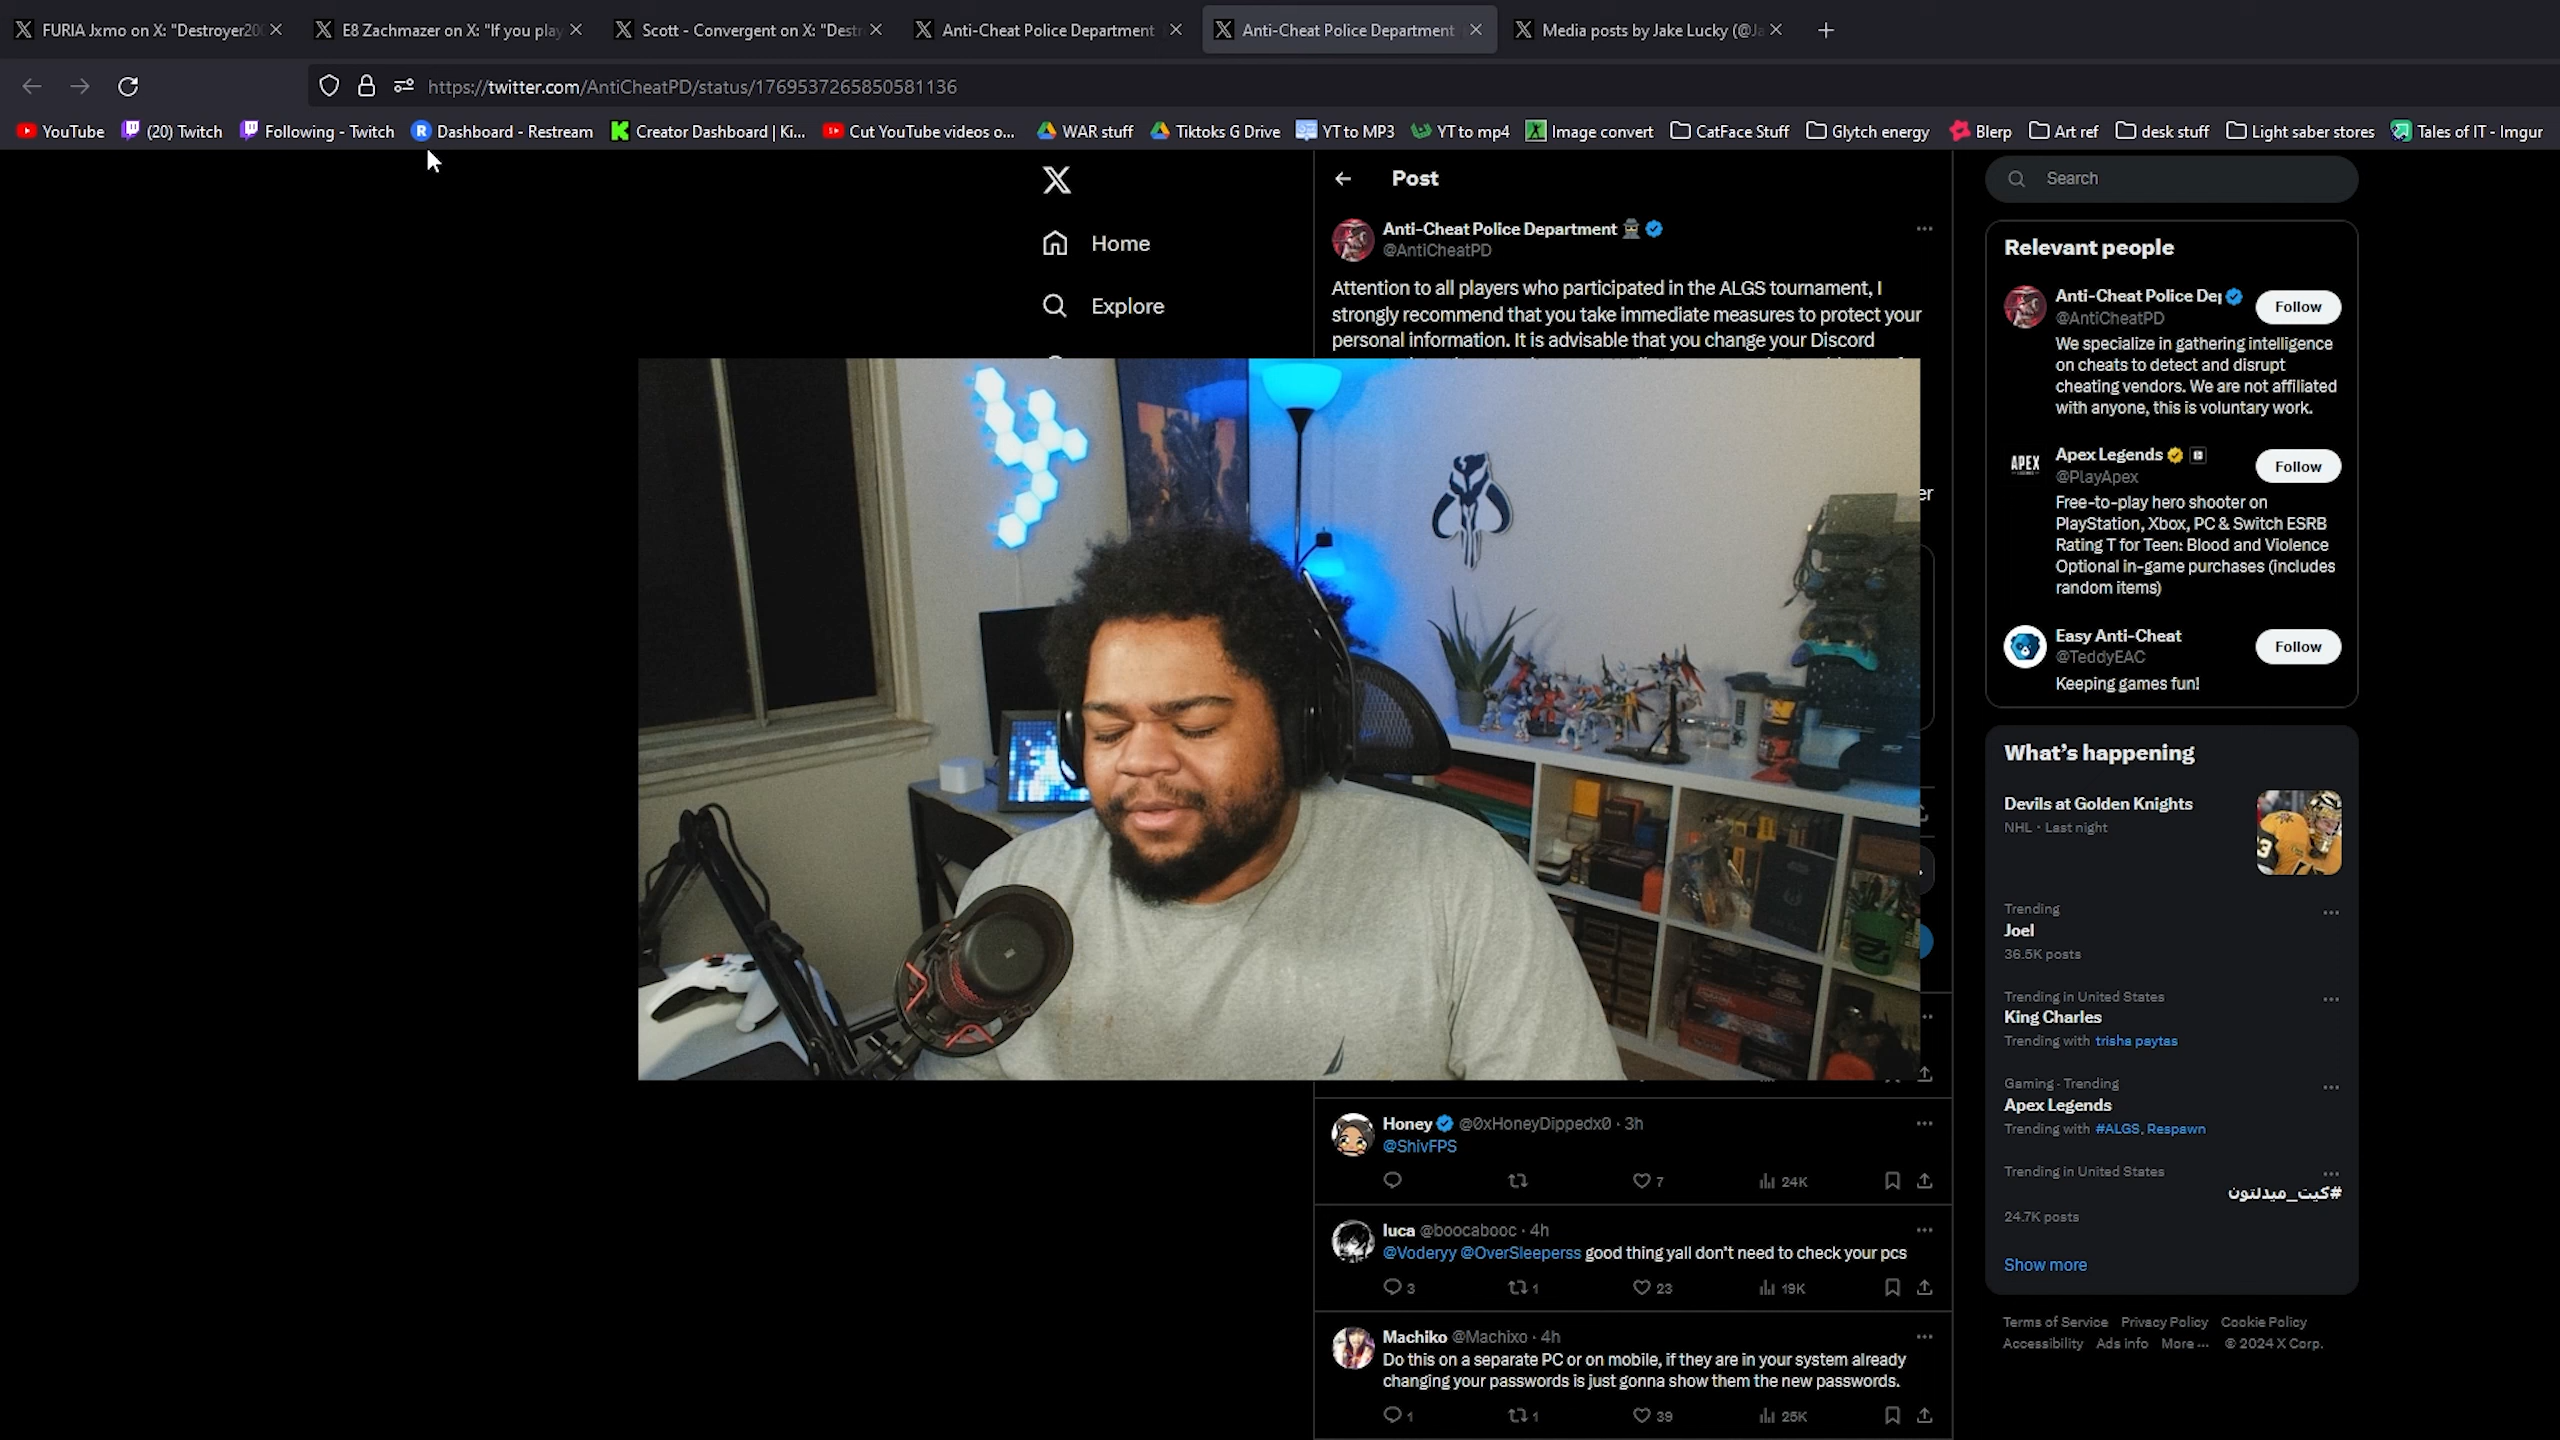 FURIA Jxmo on X: "Destroyer200
E8 Zachmazer on X: "If you play
Scott - Convergent on X: "Destr
Anti-Cheat Police Department
Anti-Cheat Police Department
Media posts by Jake Lucky (@Ja
https://twitter.com/AntiCheatPD/status/1769537265850581136
YouTube
(20) Twitch
Following - Twitch
Dashboard - Restream
Creator Dashboard | Ki...
Cut YouTube videos o...
WAR stuff
Tiktoks G Drive
YT to MP3
YT to mp4
Image convert
CatFace Stuff
Glytch energy
Blerp
Art ref
desk stuff
Light saber stores
Tales of IT - Imgur
Home
Explore
Post
Anti-Cheat Police Department
@AntiCheatPD
Attention to all players who participated in the ALGS tournament, I
strongly recommend that you take immediate measures to protect your
personal information. It is advisable that you change your Discord
er
Honey @0xHoneyDippedx0 · 3h
@ShivFPS
7
24K
luca @boocabooc · 4h
@Voderyy @OverSleeperss good thing yall don't need to check your pcs
3
1
23
19K
Machiko @Machixo · 4h
Do this on a separate PC or on mobile, if they are in your system already
changing your passwords is just gonna show them the new passwords.
1
1
39
25K
Search
Relevant people
Anti-Cheat Police Dep
@AntiCheatPD
Follow
We specialize in gathering intelligence
on cheats to detect and disrupt
cheating vendors. We are not affiliated
with anyone, this is voluntary work.
APEX
Apex Legends
@PlayApex
Follow
Free-to-play hero shooter on
PlayStation, Xbox, PC & Switch ESRB
Rating T for Teen: Blood and Violence
Optional in-game purchases (includes
random items)
Easy Anti-Cheat
@TeddyEAC
Follow
Keeping games fun!
What's happening
Devils at Golden Knights
NHL · Last night
Trending
Joel
36.5K posts
Trending in United States
King Charles
Trending with trisha paytas
Gaming · Trending
Apex Legends
Trending with #ALGS, Respawn
Trending in United States
#كيت_ميدلتون
24.7K posts
Show more
Terms of Service Privacy Policy Cookie Policy
Accessibility Ads info More ··· © 2024 X Corp.